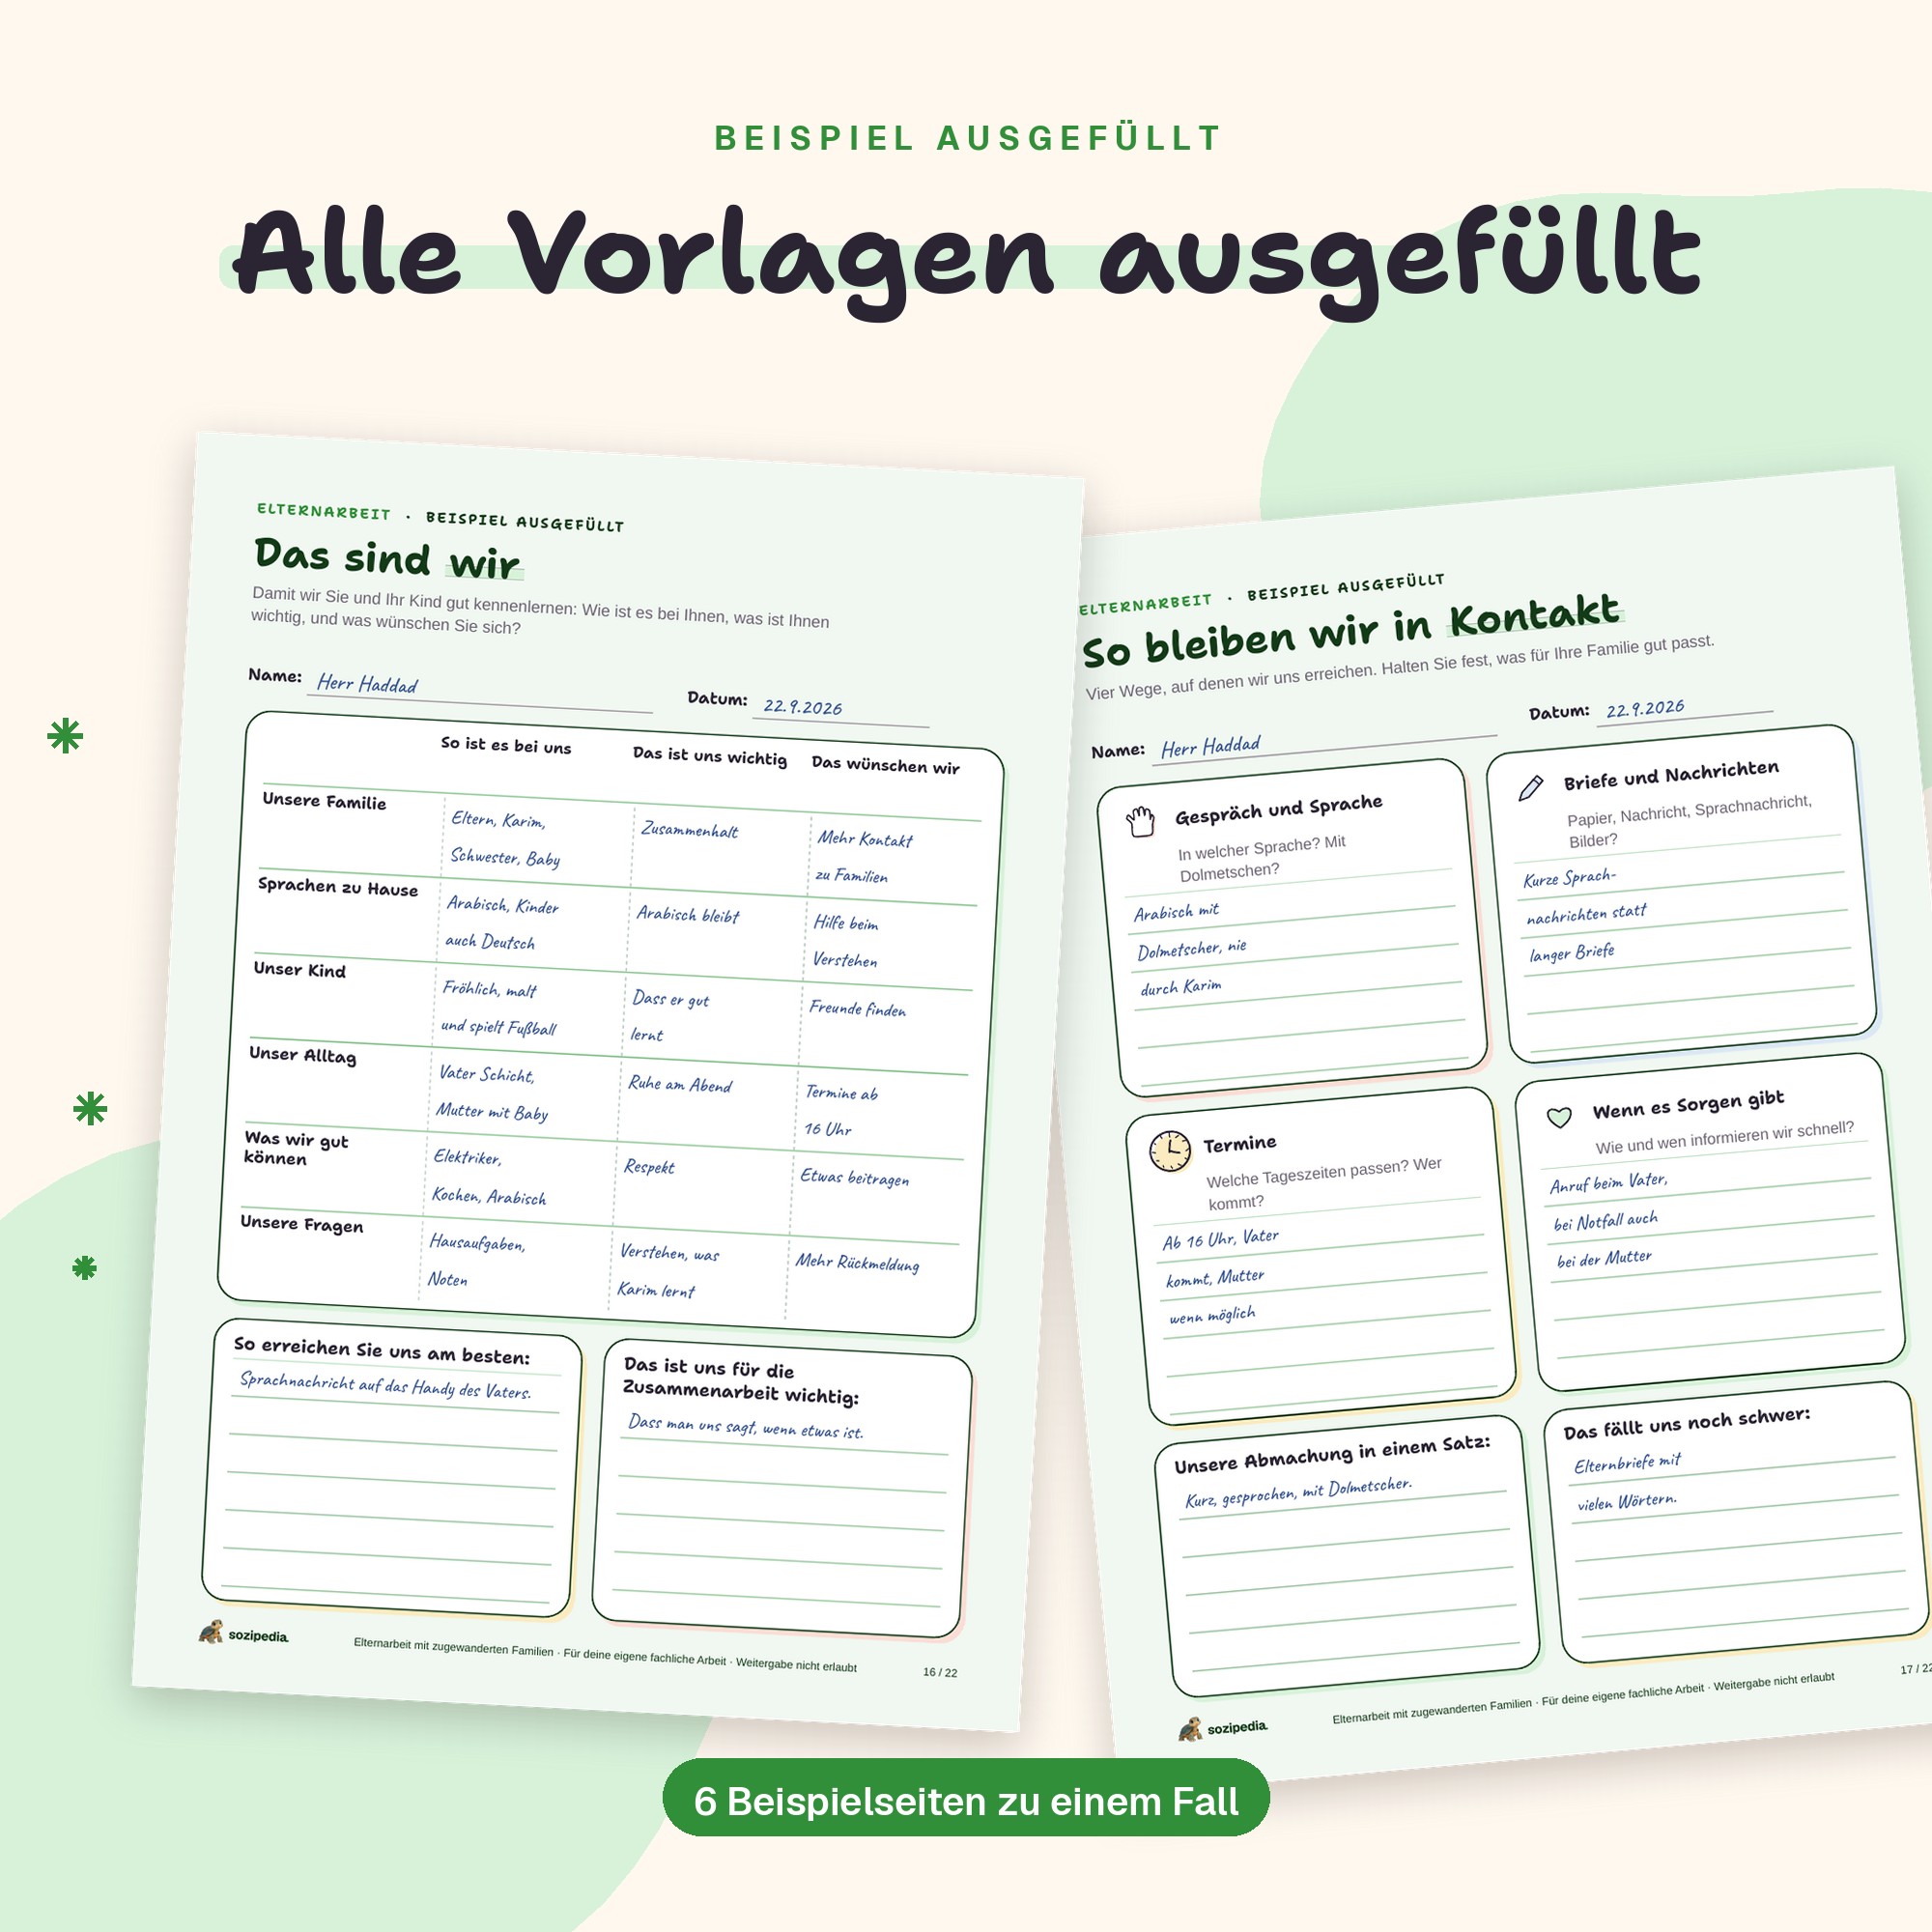 BEISPIEL AUSGEFÜLLT
Alle Vorlagen ausgefüllt
ELTERNARBEIT · BEISPIEL AUSGEFÜLLT
Das sind wir
Damit wir Sie und Ihr Kind gut kennenlernen: Wie ist es bei Ihnen, was ist Ihnen
wichtig, und was wünschen Sie sich?
Name: Herr Haddad Datum: 22.9.2026
So ist es bei uns Das ist uns wichtig Das wünschen wir
Unsere Familie
Eltern, Karim,
Schwester, Baby
Zusammenhalt
Mehr Kontakt
zu Familien
Sprachen zu Hause
Arabisch, Kinder
auch Deutsch
Arabisch bleibt
Hilfe beim
Verstehen
Unser Kind
Fröhlich, malt
und spielt Fußball
Dass er gut
lernt
Freunde finden
Unser Alltag
Vater Schicht,
Mutter mit Baby
Ruhe am Abend
Termine ab
16 Uhr
Was wir gut
können
Elektriker,
Kochen, Arabisch
Respekt
Etwas beitragen
Unsere Fragen
Hausaufgaben,
Noten
Verstehen, was
Karim lernt
Mehr Rückmeldung
So erreichen Sie uns am besten:
Sprachnachricht auf das Handy des Vaters.
Das ist uns für die
Zusammenarbeit wichtig:
Dass man uns sagt, wenn etwas ist.
sozipedia
Elternarbeit mit zugewanderten Familien · Für deine eigene fachliche Arbeit · Weitergabe nicht erlaubt
16 / 22
ELTERNARBEIT · BEISPIEL AUSGEFÜLLT
So bleiben wir in Kontakt
Vier Wege, auf denen wir uns erreichen. Halten Sie fest, was für Ihre Familie gut passt.
Name: Herr Haddad Datum: 22.9.2026
Gespräch und Sprache
In welcher Sprache? Mit
Dolmetschen?
Arabisch mit
Dolmetscher, nie
durch Karim
Briefe und Nachrichten
Papier, Nachricht, Sprachnachricht,
Bilder?
Kurze Sprach-
nachrichten statt
langer Briefe
Termine
Welche Tageszeiten passen? Wer
kommt?
Ab 16 Uhr, Vater
kommt, Mutter
wenn möglich
Wenn es Sorgen gibt
Wie und wen informieren wir schnell?
Anruf beim Vater,
bei Notfall auch
bei der Mutter
Unsere Abmachung in einem Satz:
Kurz, gesprochen, mit Dolmetscher.
Das fällt uns noch schwer:
Elternbriefe mit
vielen Wörtern.
sozipedia
Elternarbeit mit zugewanderten Familien · Für deine eigene fachliche Arbeit · Weitergabe nicht erlaubt
17 / 22
6 Beispielseiten zu einem Fall